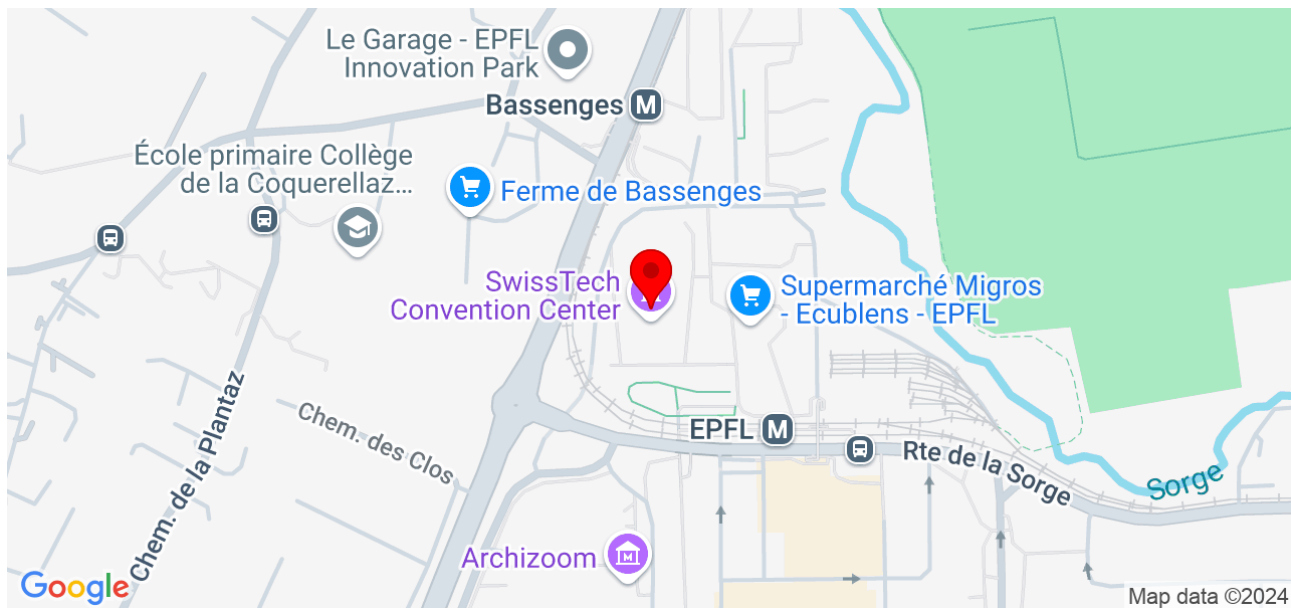 Le Garage - EPFL
Innovation Park
Bassenges M
École primaire Collège
de la Coquerellaz...
Ferme de Bassenges
SwissTech
Convention Center
Supermarché Migros
- Ecublens - EPFL
Chem. de la Plantaz
Chem. des Clos
EPFL M
Rte de la Sorge
Sorge
Archizoom
Google
Map data ©2024